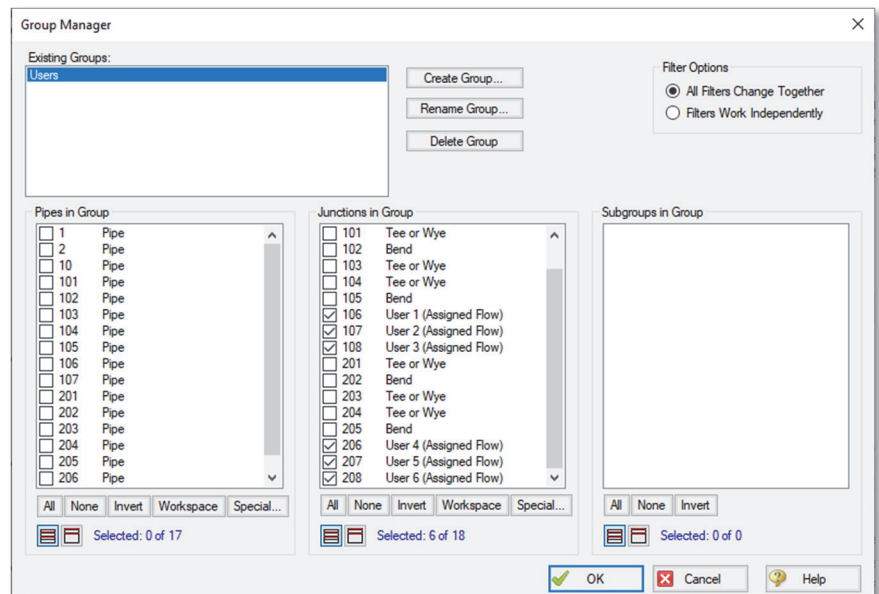 Group Manager
Existing Groups:
Users
Create Group...
Rename Group...
Delete Group
Filter Options
All Filters Change Together
Filters Work Independently
Pipes in Group
1 Pipe
2 Pipe
10 Pipe
101 Pipe
102 Pipe
103 Pipe
104 Pipe
105 Pipe
106 Pipe
107 Pipe
201 Pipe
202 Pipe
203 Pipe
204 Pipe
205 Pipe
206 Pipe
All None Invert Workspace Special...
Selected: 0 of 17
Junctions in Group
101 Tee or Wye
102 Bend
103 Tee or Wye
104 Tee or Wye
105 Bend
106 User 1 (Assigned Flow)
107 User 2 (Assigned Flow)
108 User 3 (Assigned Flow)
201 Tee or Wye
202 Bend
203 Tee or Wye
204 Tee or Wye
205 Bend
206 User 4 (Assigned Flow)
207 User 5 (Assigned Flow)
208 User 6 (Assigned Flow)
All None Invert Workspace Special...
Selected: 6 of 18
Subgroups in Group
All None Invert
Selected: 0 of 0
OK Cancel Help